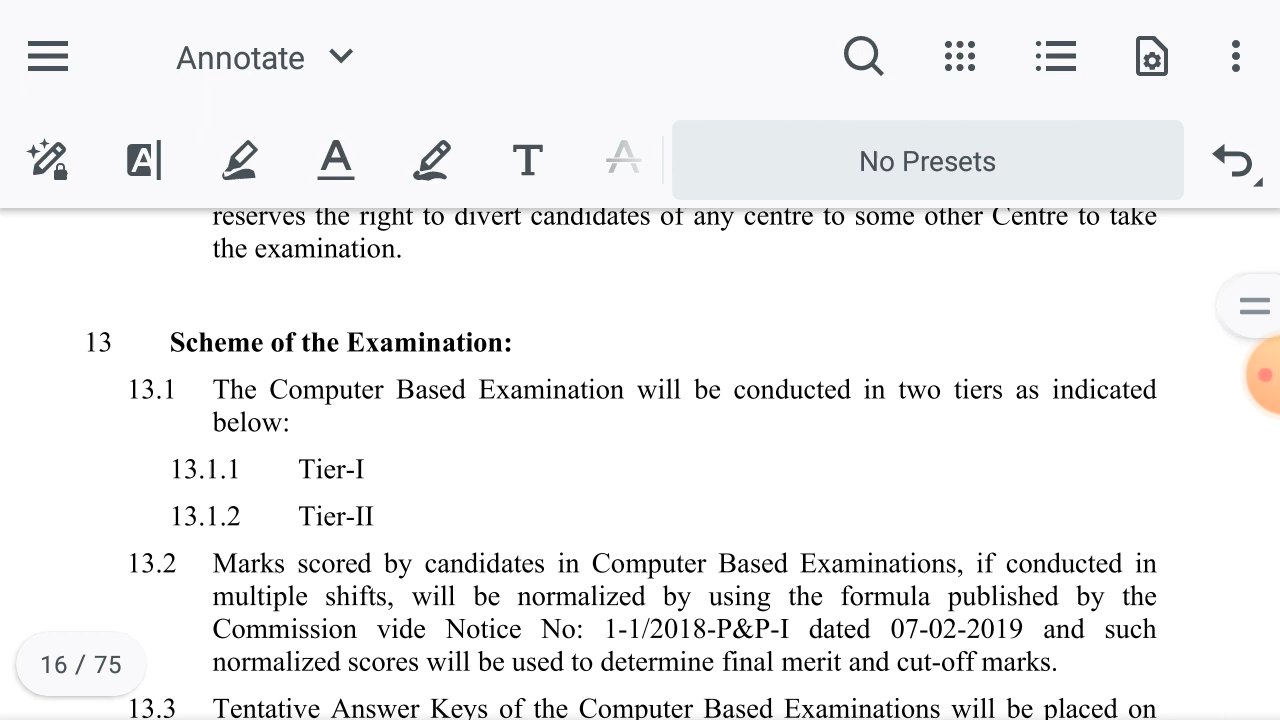 Annotate
No Presets
reserves the right to divert candidates of any centre to some other Centre to take
the examination.
13 Scheme of the Examination:
13.1 The Computer Based Examination will be conducted in two tiers as indicated
below:
13.1.1 Tier-I
13.1.2 Tier-II
13.2 Marks scored by candidates in Computer Based Examinations, if conducted in
multiple shifts, will be normalized by using the formula published by the
Commission vide Notice No: 1-1/2018-P&P-I dated 07-02-2019 and such
normalized scores will be used to determine final merit and cut-off marks.
16 / 75
13.3 Tentative Answer Keys of the Computer Based Examinations will be placed on